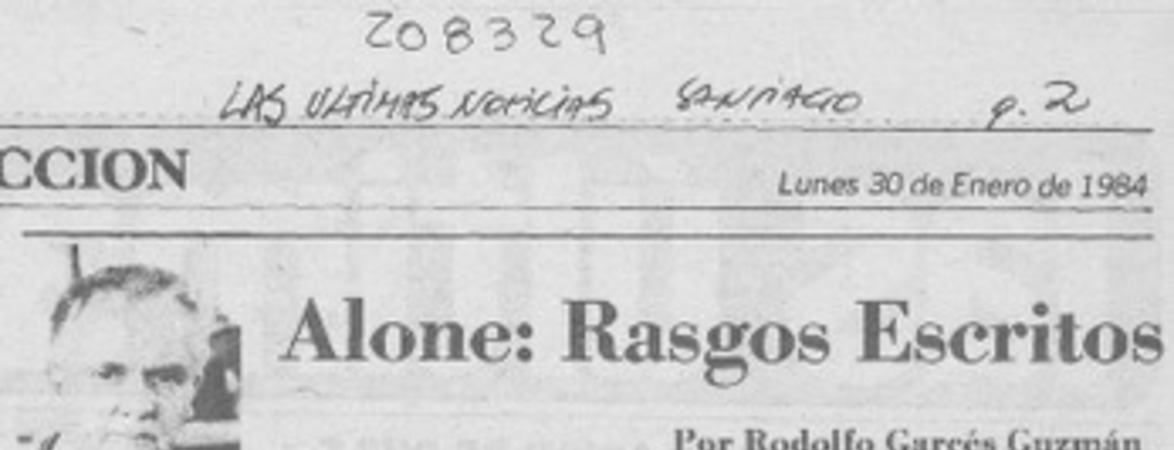 208329
LAS ULTIMAS NOTICIAS SANTIAGO p. 2
CCION
Lunes 30 de Enero de 1984
Alone: Rasgos Escritos
Por Rodolfo Garcés Guzmán